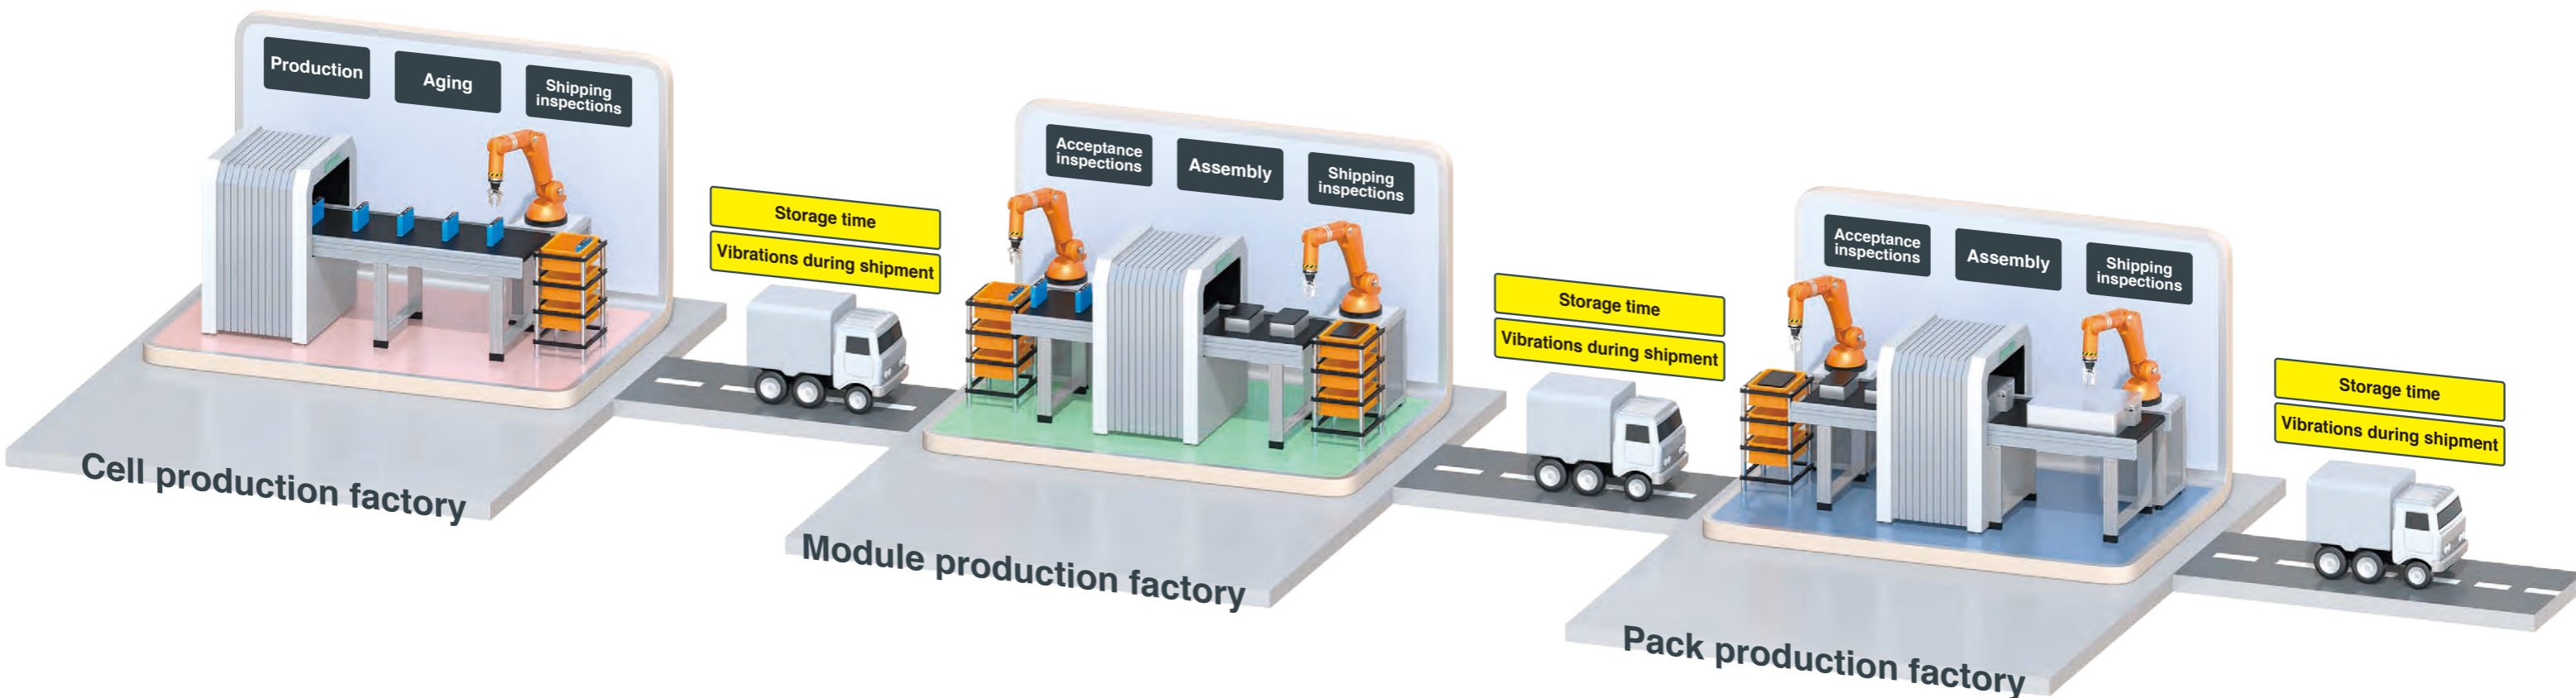 Production
Aging
Shipping
inspections
Storage time
Vibrations during shipment
Cell production factory
Acceptance
inspections
Assembly
Shipping
inspections
Storage time
Vibrations during shipment
Module production factory
Acceptance
inspections
Assembly
Shipping
inspections
Storage time
Vibrations during shipment
Pack production factory